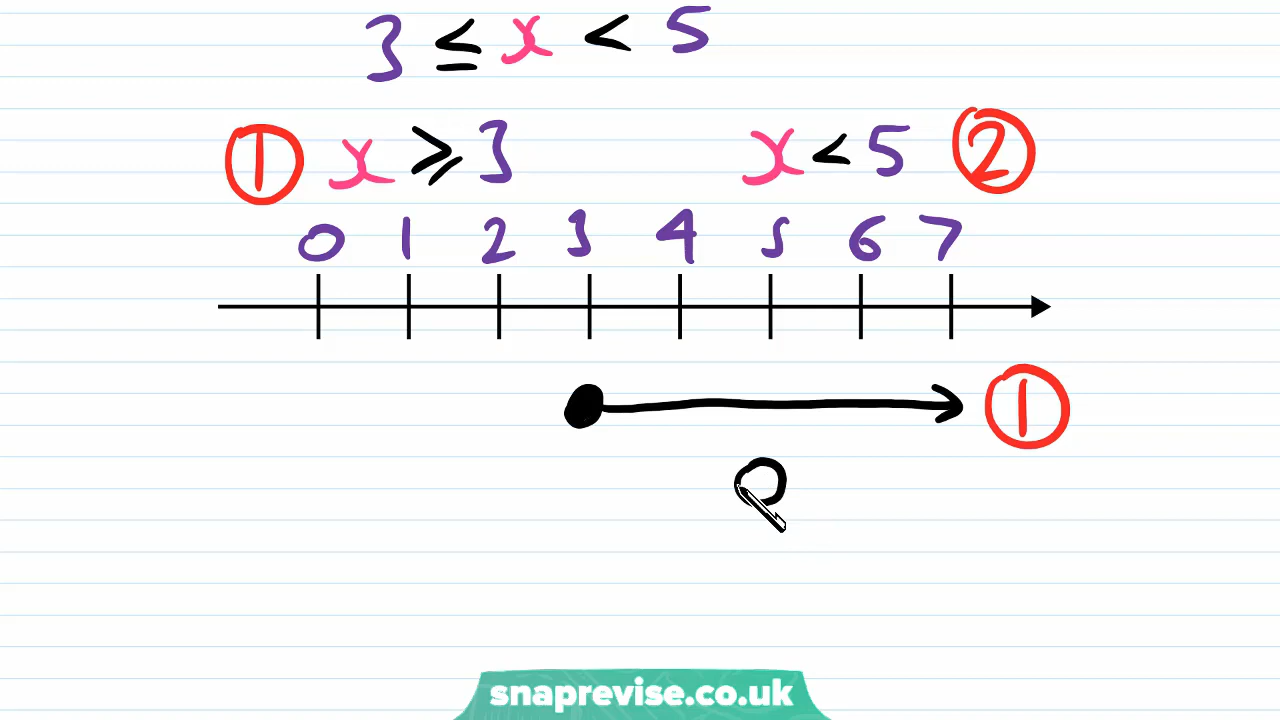 3 ≤ x < 5
① x ⩾ 3 x < 5 ②
0 1 2 3 4 5 6 7
①
snaprevise.co.uk